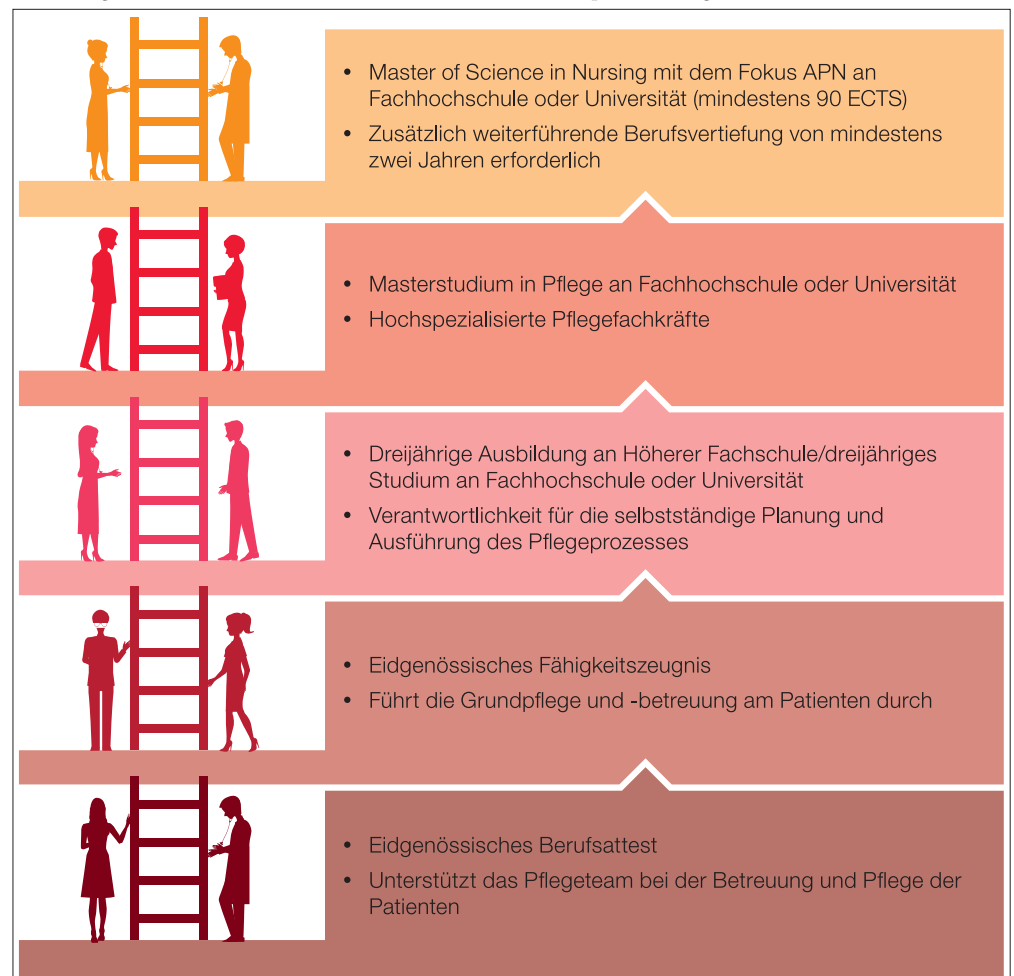 • Master of Science in Nursing mit dem Fokus APN an
Fachhochschule oder Universität (mindestens 90 ECTS)
• Zusätzlich weiterführende Berufsvertiefung von mindestens
zwei Jahren erforderlich
• Masterstudium in Pflege an Fachhochschule oder Universität
• Hochspezialisierte Pflegefachkräfte
• Dreijährige Ausbildung an Höherer Fachschule/dreijähriges
Studium an Fachhochschule oder Universität
• Verantwortlichkeit für die selbstständige Planung und
Ausführung des Pflegeprozesses
• Eidgenössisches Fähigkeitszeugnis
• Führt die Grundpflege und -betreuung am Patienten durch
• Eidgenössisches Berufsattest
• Unterstützt das Pflegeteam bei der Betreuung und Pflege der
Patienten